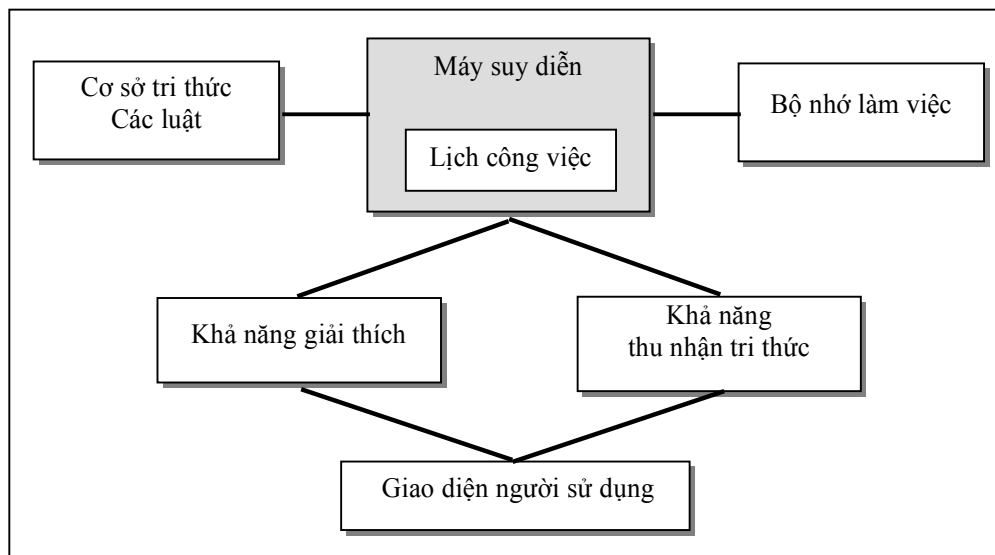 Máy suy diễn
Cơ sở tri thức
Các luật
Bộ nhớ làm việc
Lịch công việc
Khả năng giải thích
Khả năng
thu nhận tri thức
Giao diện người sử dụng